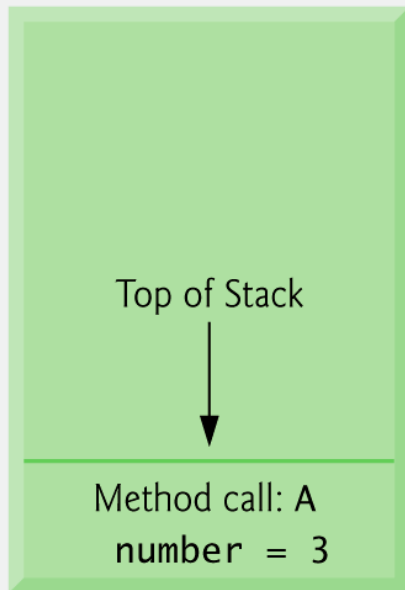 Top of Stack
Method call: A
number = 3